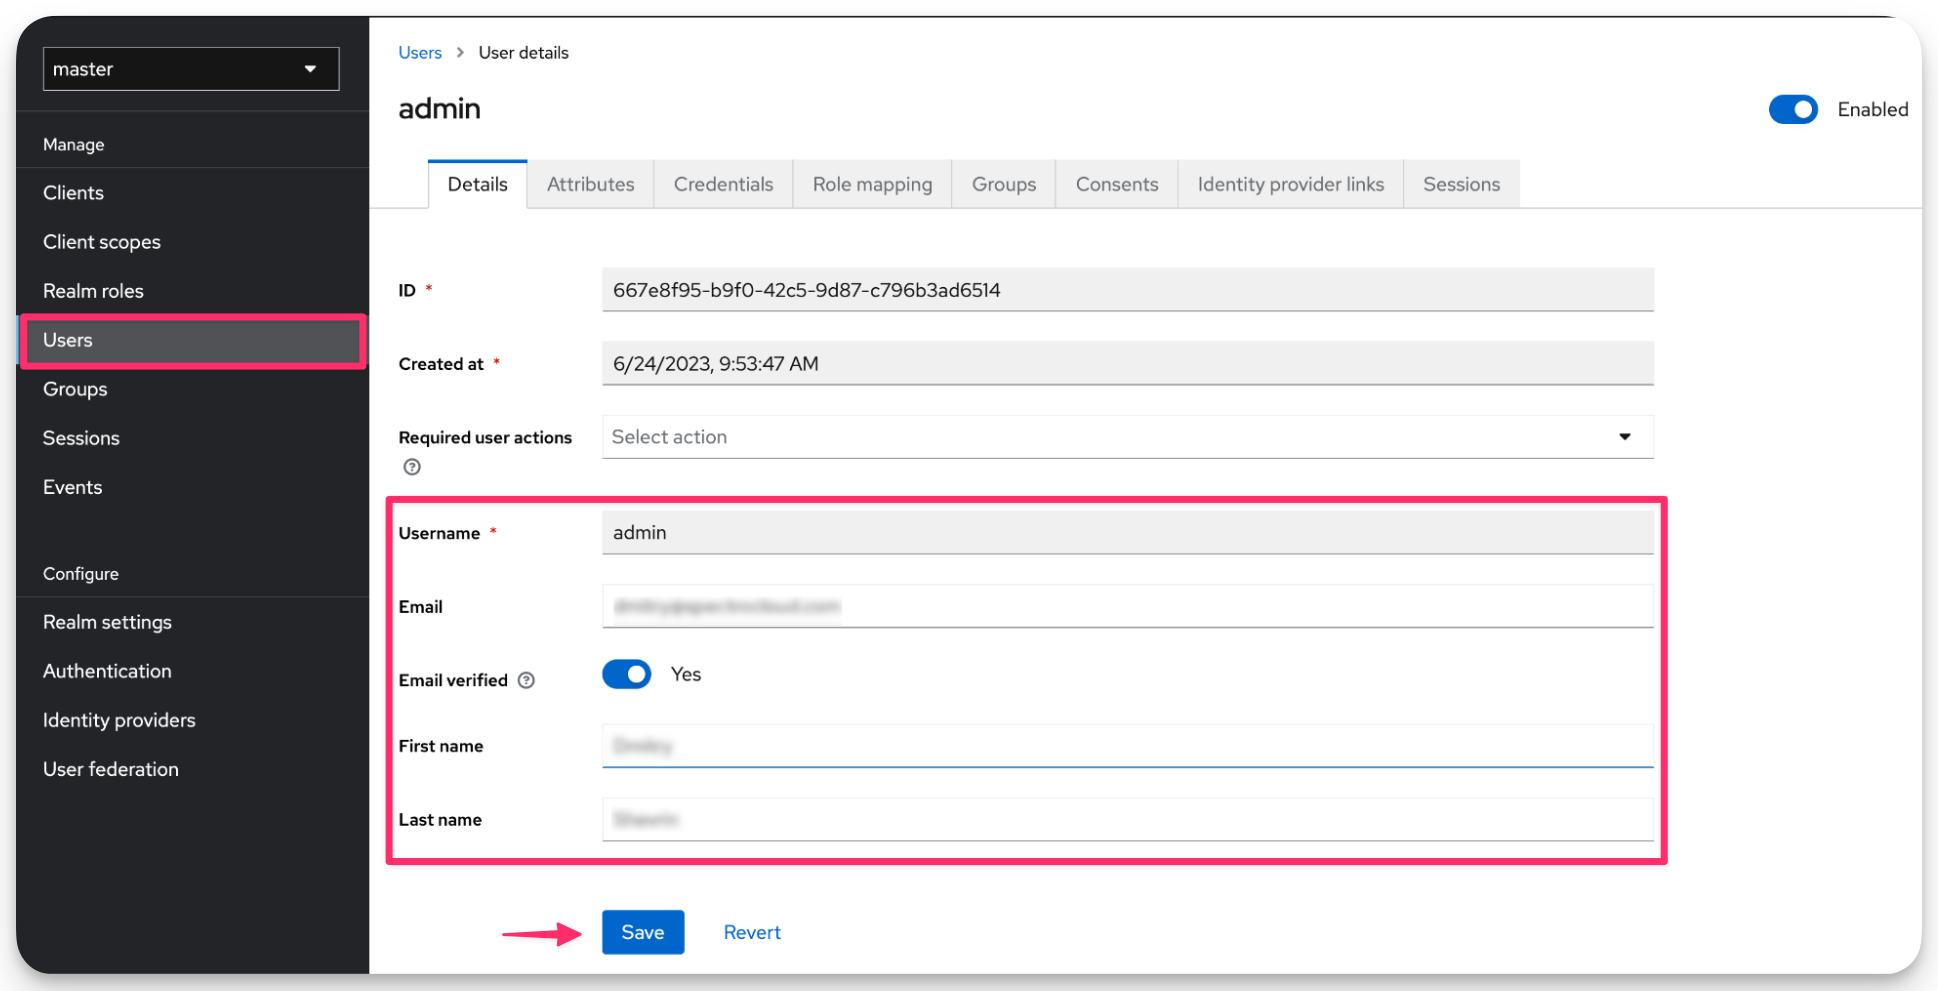 master
Manage
Clients
Client scopes
Realm roles
Users
Groups
Sessions
Events
Configure
Realm settings
Authentication
Identity providers
User federation
Users > User details
admin
Enabled
Details Attributes Credentials Role mapping Groups Consents Identity provider links Sessions
ID * 667e8f95-b9f0-42c5-9d87-c796b3ad6514
Created at * 6/24/2023, 9:53:47 AM
Required user actions Select action
Username * admin
Email
Email verified Yes
First name
Last name
Save Revert